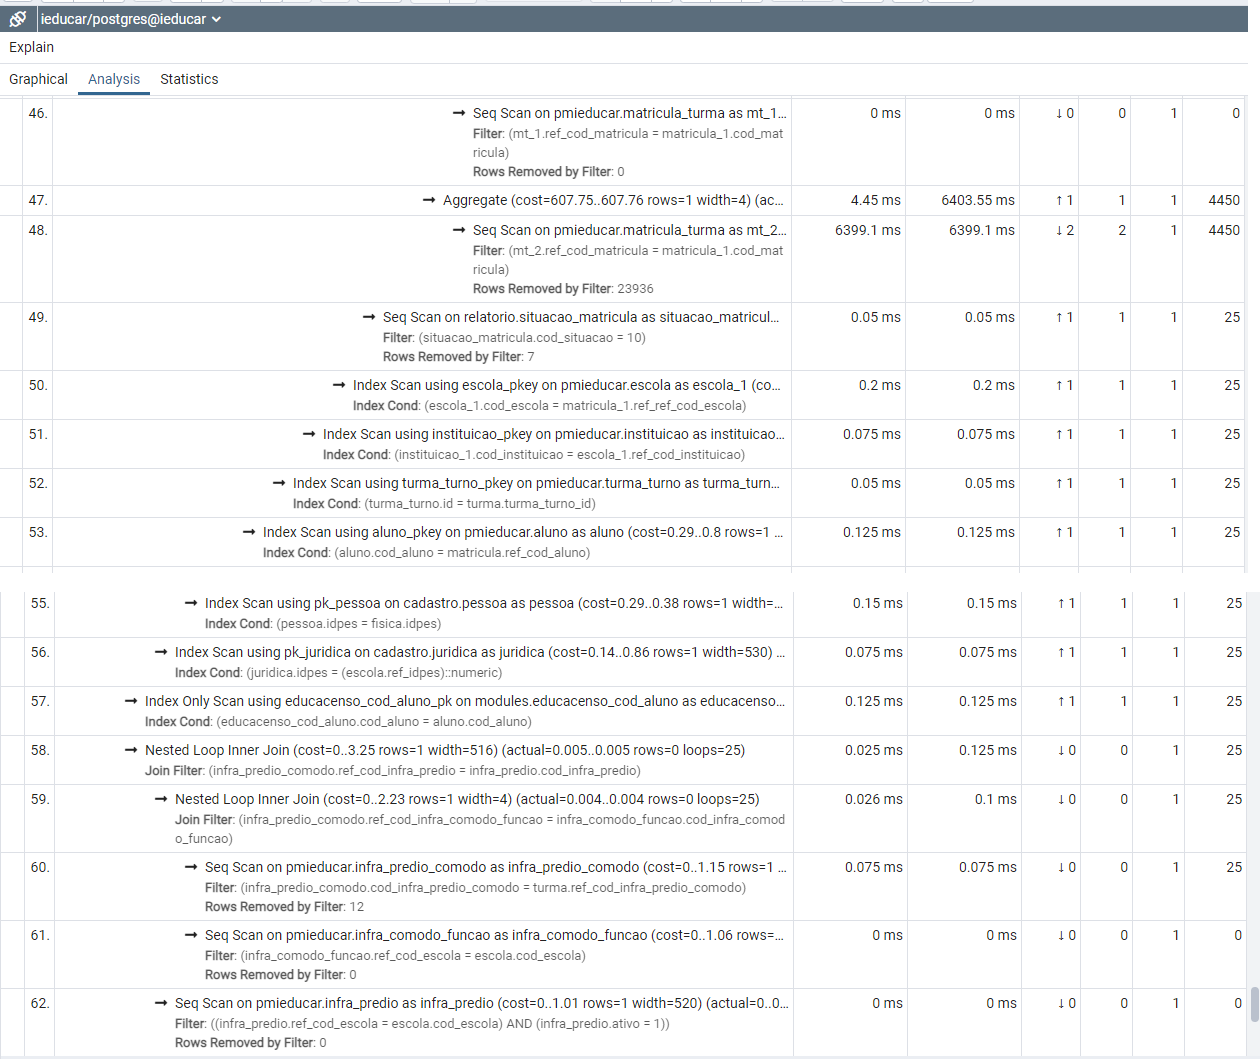 ieducar/postgres@ieducar
Explain
Graphical Analysis Statistics
46. → Seq Scan on pmieducar.matricula_turma as mt_1... 0 ms 0 ms ↓ 0 0 1 0
Filter: (mt_1.ref_cod_matricula = matricula_1.cod_mat
ricula)
Rows Removed by Filter: 0
47. → Aggregate (cost=607.75..607.76 rows=1 width=4) (ac... 4.45 ms 6403.55 ms ↑ 1 1 1 4450
48. → Seq Scan on pmieducar.matricula_turma as mt_2... 6399.1 ms 6399.1 ms ↓ 2 2 1 4450
Filter: (mt_2.ref_cod_matricula = matricula_1.cod_mat
ricula)
Rows Removed by Filter: 23936
49. → Seq Scan on relatorio.situacao_matricula as situacao_matricul... 0.05 ms 0.05 ms ↑ 1 1 1 25
Filter: (situacao_matricula.cod_situacao = 10)
Rows Removed by Filter: 7
50. → Index Scan using escola_pkey on pmieducar.escola as escola_1 (co... 0.2 ms 0.2 ms ↑ 1 1 1 25
Index Cond: (escola_1.cod_escola = matricula_1.ref_ref_cod_escola)
51. → Index Scan using instituicao_pkey on pmieducar.instituicao as instituicao... 0.075 ms 0.075 ms ↑ 1 1 1 25
Index Cond: (instituicao_1.cod_instituicao = escola_1.ref_cod_instituicao)
52. → Index Scan using turma_turno_pkey on pmieducar.turma_turno as turma_turn... 0.05 ms 0.05 ms ↑ 1 1 1 25
Index Cond: (turma_turno.id = turma.turma_turno_id)
53. → Index Scan using aluno_pkey on pmieducar.aluno as aluno (cost=0.29..0.8 rows=1 ... 0.125 ms 0.125 ms ↑ 1 1 1 25
Index Cond: (aluno.cod_aluno = matricula.ref_cod_aluno)
55. → Index Scan using pk_pessoa on cadastro.pessoa as pessoa (cost=0.29..0.38 rows=1 width=... 0.15 ms 0.15 ms ↑ 1 1 1 25
Index Cond: (pessoa.idpes = fisica.idpes)
56. → Index Scan using pk_juridica on cadastro.juridica as juridica (cost=0.14..0.86 rows=1 width=530) ... 0.075 ms 0.075 ms ↑ 1 1 1 25
Index Cond: (juridica.idpes = (escola.ref_idpes)::numeric)
57. → Index Only Scan using educacenso_cod_aluno_pk on modules.educacenso_cod_aluno as educacenso... 0.125 ms 0.125 ms ↑ 1 1 1 25
Index Cond: (educacenso_cod_aluno.cod_aluno = aluno.cod_aluno)
58. → Nested Loop Inner Join (cost=0..3.25 rows=1 width=516) (actual=0.005..0.005 rows=0 loops=25) 0.025 ms 0.125 ms ↓ 0 0 1 25
Join Filter: (infra_predio_comodo.ref_cod_infra_predio = infra_predio.cod_infra_predio)
59. → Nested Loop Inner Join (cost=0..2.23 rows=1 width=4) (actual=0.004..0.004 rows=0 loops=25) 0.026 ms 0.1 ms ↓ 0 0 1 25
Join Filter: (infra_predio_comodo.ref_cod_infra_comodo_funcao = infra_comodo_funcao.cod_infra_comod
o_funcao)
60. → Seq Scan on pmieducar.infra_predio_comodo as infra_predio_comodo (cost=0..1.15 rows=1 ... 0.075 ms 0.075 ms ↓ 0 0 1 25
Filter: (infra_predio_comodo.cod_infra_predio_comodo = turma.ref_cod_infra_predio_comodo)
Rows Removed by Filter: 12
61. → Seq Scan on pmieducar.infra_comodo_funcao as infra_comodo_funcao (cost=0..1.06 rows=... 0 ms 0 ms ↓ 0 0 1 0
Filter: (infra_comodo_funcao.ref_cod_escola = escola.cod_escola)
Rows Removed by Filter: 0
62. → Seq Scan on pmieducar.infra_predio as infra_predio (cost=0..1.01 rows=1 width=520) (actual=0..0... 0 ms 0 ms ↓ 0 0 1 0
Filter: ((infra_predio.ref_cod_escola = escola.cod_escola) AND (infra_predio.ativo = 1))
Rows Removed by Filter: 0